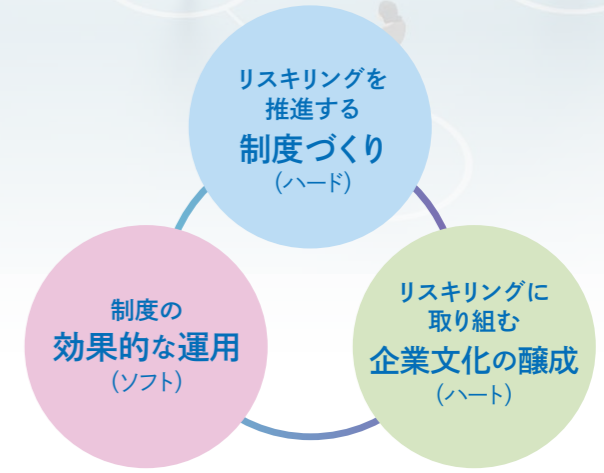 リスキリングを
推進する
制度づくり
(ハード)
制度の
効果的な運用
(ソフト)
リスキリングに
取り組む
企業文化の醸成
(ハート)